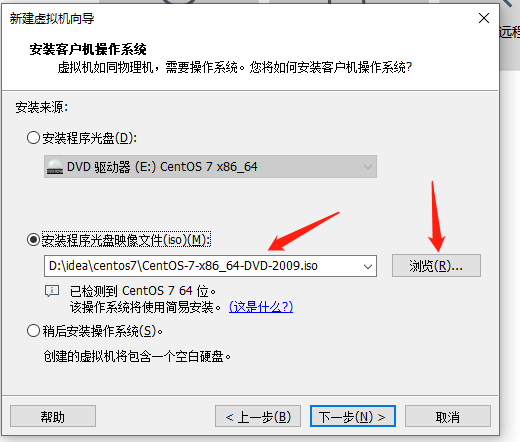 新建虚拟机向导
安装客户机操作系统
虚拟机如同物理机，需要操作系统。您将如何安装客户机操作系统?
远程
安装来源:
安装程序光盘(D):
DVD 驱动器 (E:) CentOS 7 x86_64
安装程序光盘映像文件(iso)(M):
D:\idea\centos7\CentOS-7-x86_64-DVD-2009.iso
浏览(R)...
已检测到 CentOS 7 64 位。
该操作系统将使用简易安装。 (这是什么?)
稍后安装操作系统(S)。
创建的虚拟机将包含一个空白硬盘。
帮助
< 上一步(B)
下一步(N) >
取消